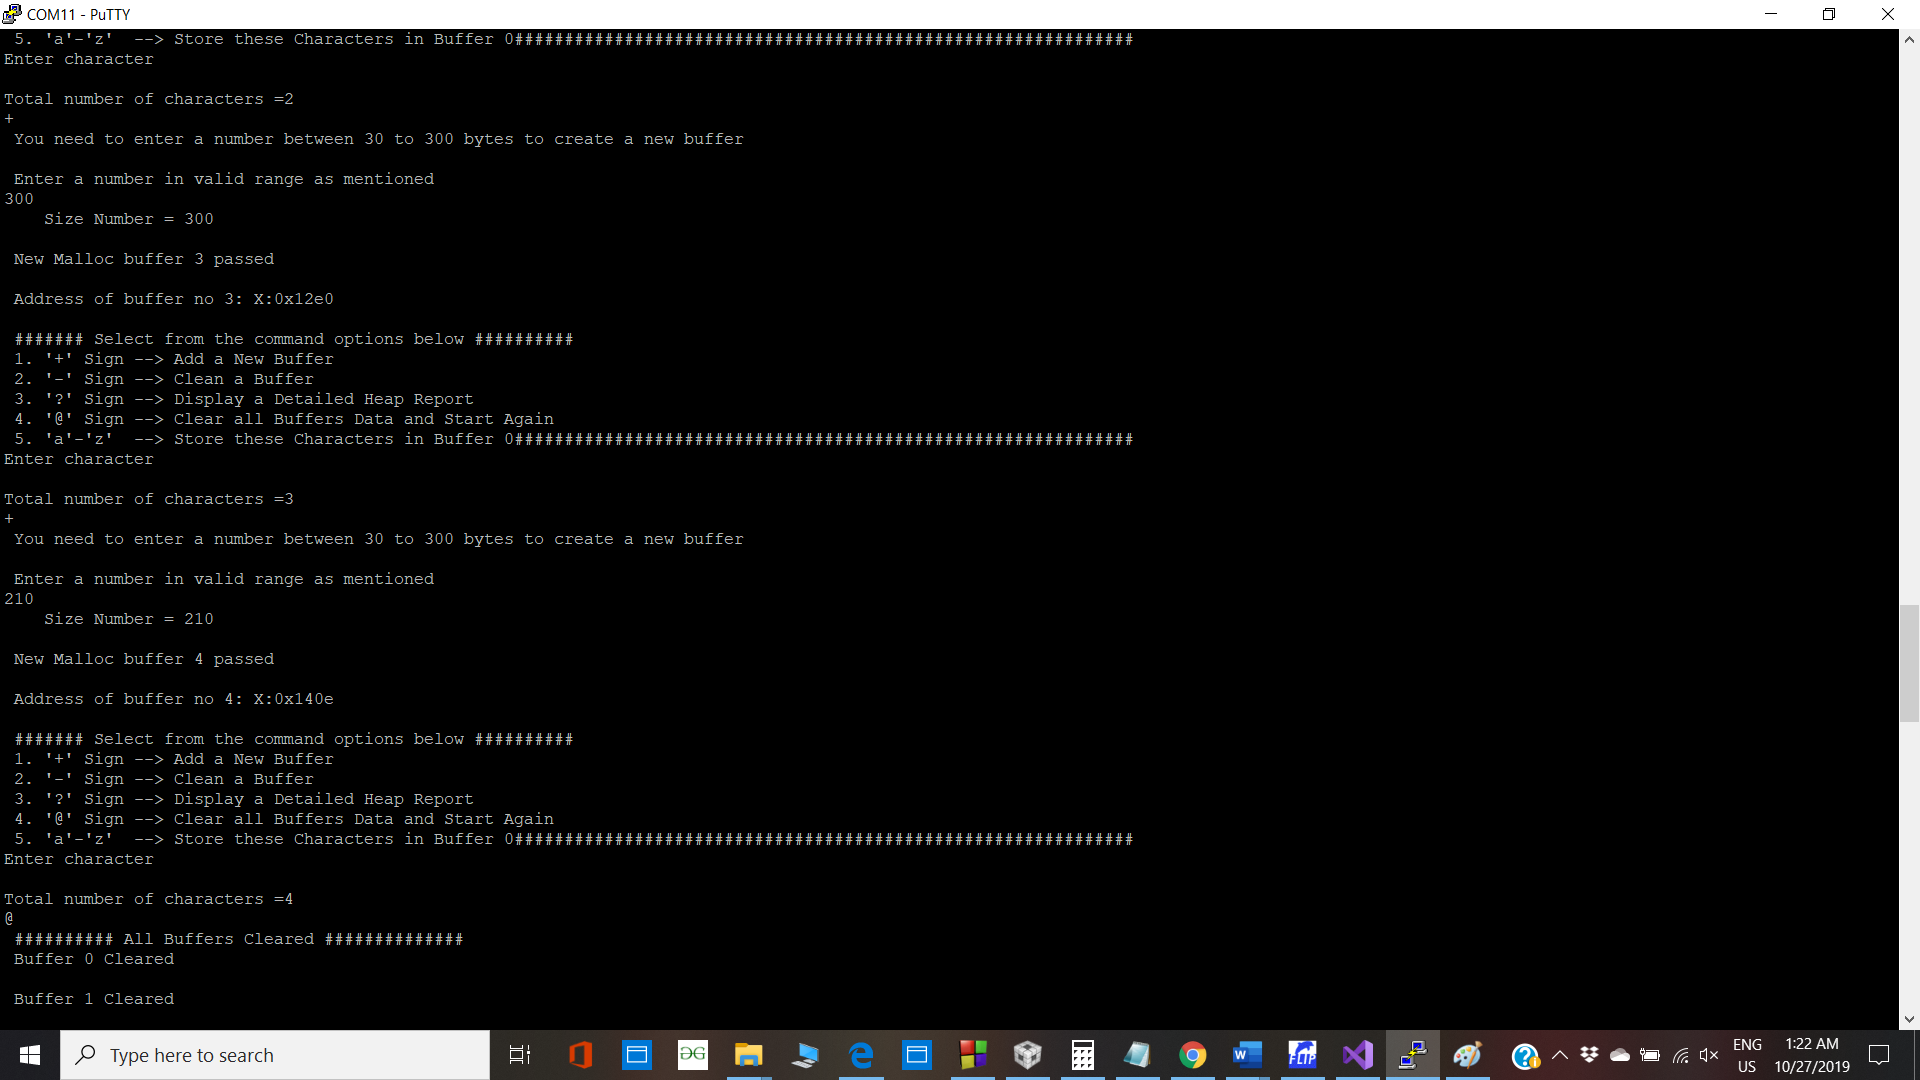 COM11 - PuTTY
5. 'a'-'z'  --> Store these Characters in Buffer 0##############################################################
Enter character
Total number of characters =2
+
You need to enter a number between 30 to 300 bytes to create a new buffer
Enter a number in valid range as mentioned
300
Size Number = 300
New Malloc buffer 3 passed
Address of buffer no 3: X:0x12e0
####### Select from the command options below ##########
1. '+' Sign --> Add a New Buffer
2. '-' Sign --> Clean a Buffer
3. '?' Sign --> Display a Detailed Heap Report
4. '@' Sign --> Clear all Buffers Data and Start Again
5. 'a'-'z'  --> Store these Characters in Buffer 0##############################################################
Enter character
Total number of characters =3
+
You need to enter a number between 30 to 300 bytes to create a new buffer
Enter a number in valid range as mentioned
210
Size Number = 210
New Malloc buffer 4 passed
Address of buffer no 4: X:0x140e
####### Select from the command options below ##########
1. '+' Sign --> Add a New Buffer
2. '-' Sign --> Clean a Buffer
3. '?' Sign --> Display a Detailed Heap Report
4. '@' Sign --> Clear all Buffers Data and Start Again
5. 'a'-'z'  --> Store these Characters in Buffer 0##############################################################
Enter character
Total number of characters =4
@
########## All Buffers Cleared ##############
Buffer 0 Cleared
Buffer 1 Cleared
Type here to search
FLIP
ENG
US
1:22 AM
10/27/2019